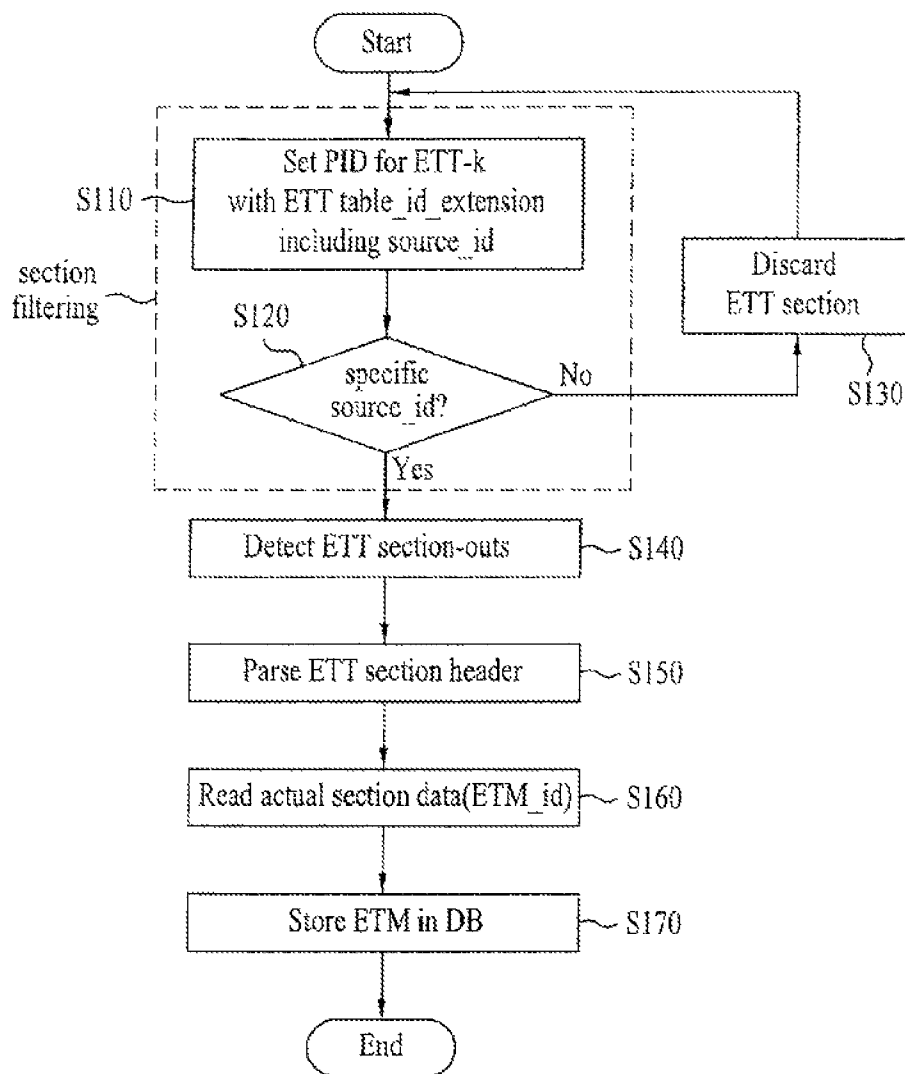 Start
Set PID for ETT-k
with ETT table_id_extension
including source_id
S110
section
filtering
Discard
ETT section
S130
S120
specific
source_id?
No
Yes
Detect ETT section-outs
S140
Parse ETT section header
S150
Read actual section data(ETM_id)
S160
Store ETM in DB
S170
End